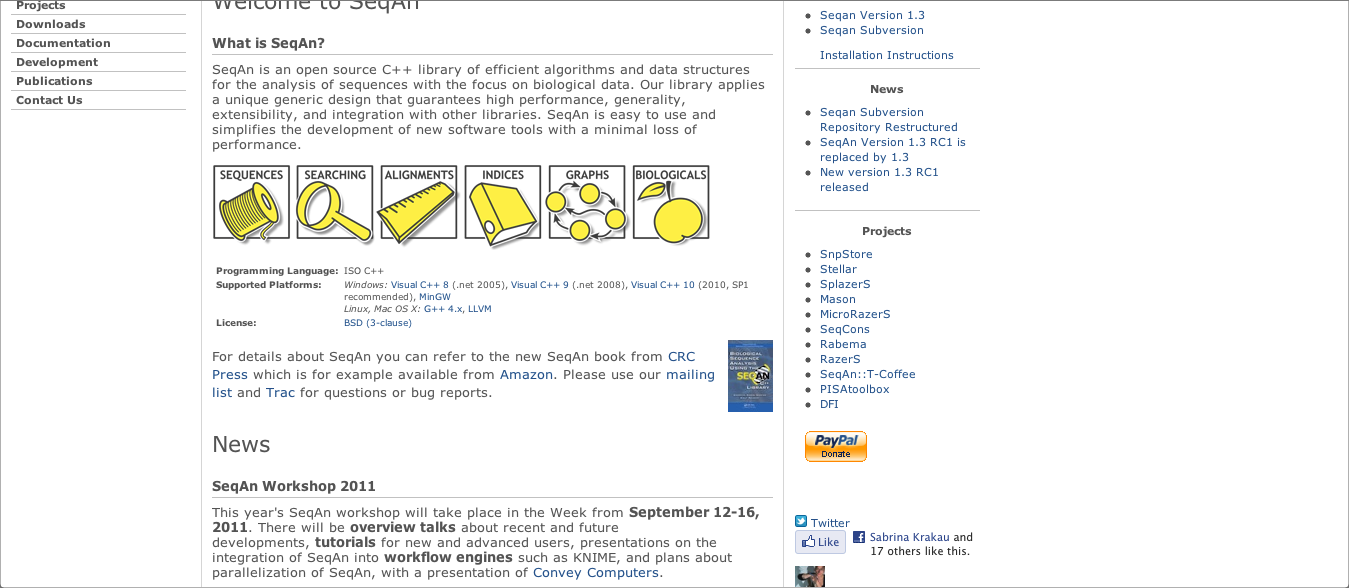 Projects
Downloads
Documentation
Development
Publications
Contact Us
Welcome to SeqAn
What is SeqAn?
SeqAn is an open source C++ library of efficient algorithms and data structures
for the analysis of sequences with the focus on biological data. Our library applies
a unique generic design that guarantees high performance, generality,
extensibility, and integration with other libraries. SeqAn is easy to use and
simplifies the development of new software tools with a minimal loss of
performance.
SEQUENCES SEARCHING ALIGNMENTS INDICES GRAPHS BIOLOGICALS
Programming Language: ISO C++
Supported Platforms: Windows: Visual C++ 8 (.net 2005), Visual C++ 9 (.net 2008), Visual C++ 10 (2010, SP1
recommended), MinGW
Linux, Mac OS X: G++ 4.x, LLVM
License: BSD (3-clause)
For details about SeqAn you can refer to the new SeqAn book from CRC
Press which is for example available from Amazon. Please use our mailing
list and Trac for questions or bug reports.
BIOLOGICAL
SEQUENCE
ANALYSIS
USING THE
SEQAN
C++
LIBRARY
News
SeqAn Workshop 2011
This year's SeqAn workshop will take place in the Week from September 12-16,
2011. There will be overview talks about recent and future
developments, tutorials for new and advanced users, presentations on the
integration of SeqAn into workflow engines such as KNIME, and plans about
parallelization of SeqAn, with a presentation of Convey Computers.
Seqan Version 1.3
Seqan Subversion
Installation Instructions
News
Seqan Subversion
Repository Restructured
SeqAn Version 1.3 RC1 is
replaced by 1.3
New version 1.3 RC1
released
Projects
SnpStore
Stellar
SplazerS
Mason
MicroRazerS
SeqCons
Rabema
RazerS
SeqAn::T-Coffee
PISAtoolbox
DFI
PayPal
Donate
Twitter
Like
Sabrina Krakau and
17 others like this.